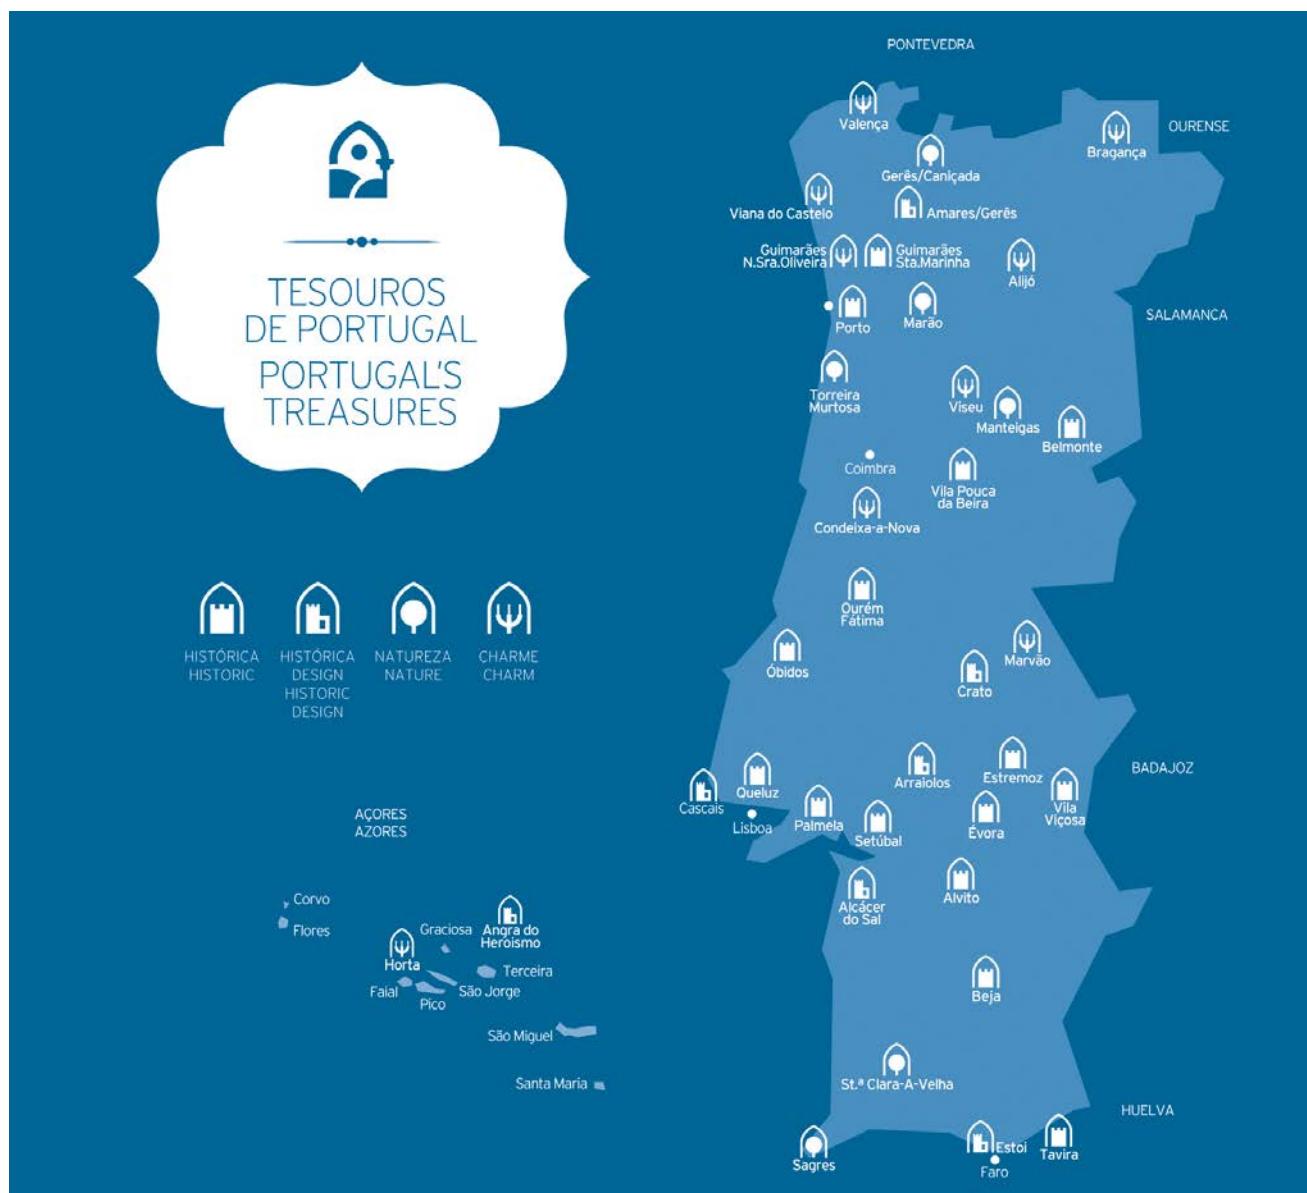 TESOUROS
DE PORTUGAL
PORTUGAL'S
TREASURES
HISTÓRICA
HISTORIC
HISTÓRICA
DESIGN
HISTORIC
DESIGN
NATUREZA
NATURE
CHARME
CHARM
AÇORES
AZORES
Corvo
Flores
Graciosa
Angra do
Heroismo
Horta
Terceira
Faial
São Jorge
Pico
São Miguel
Santa Maria
PONTEVEDRA
Valença
OURENSE
Bragança
Gerês/Caniçada
Viana do Castelo
Amares/Gerês
Guimarães
N.Sra.Oliveira
Guimarães
Sta.Marinha
Alijó
SALAMANCA
Porto
Marão
Torreira
Murtosa
Viseu
Manteigas
Belmonte
Coimbra
Vila Pouca
da Beira
Condeixa-a-Nova
Ourém
Fátima
Óbidos
Marvão
Crato
BADAJOZ
Arraiolos
Estremoz
Cascais
Queluz
Vila
Viçosa
Lisboa
Palmela
Setúbal
Évora
Alcácer
do Sal
Alvito
Beja
St.ª Clara-A-Velha
HUELVA
Sagres
Estoi
Tavira
Faro